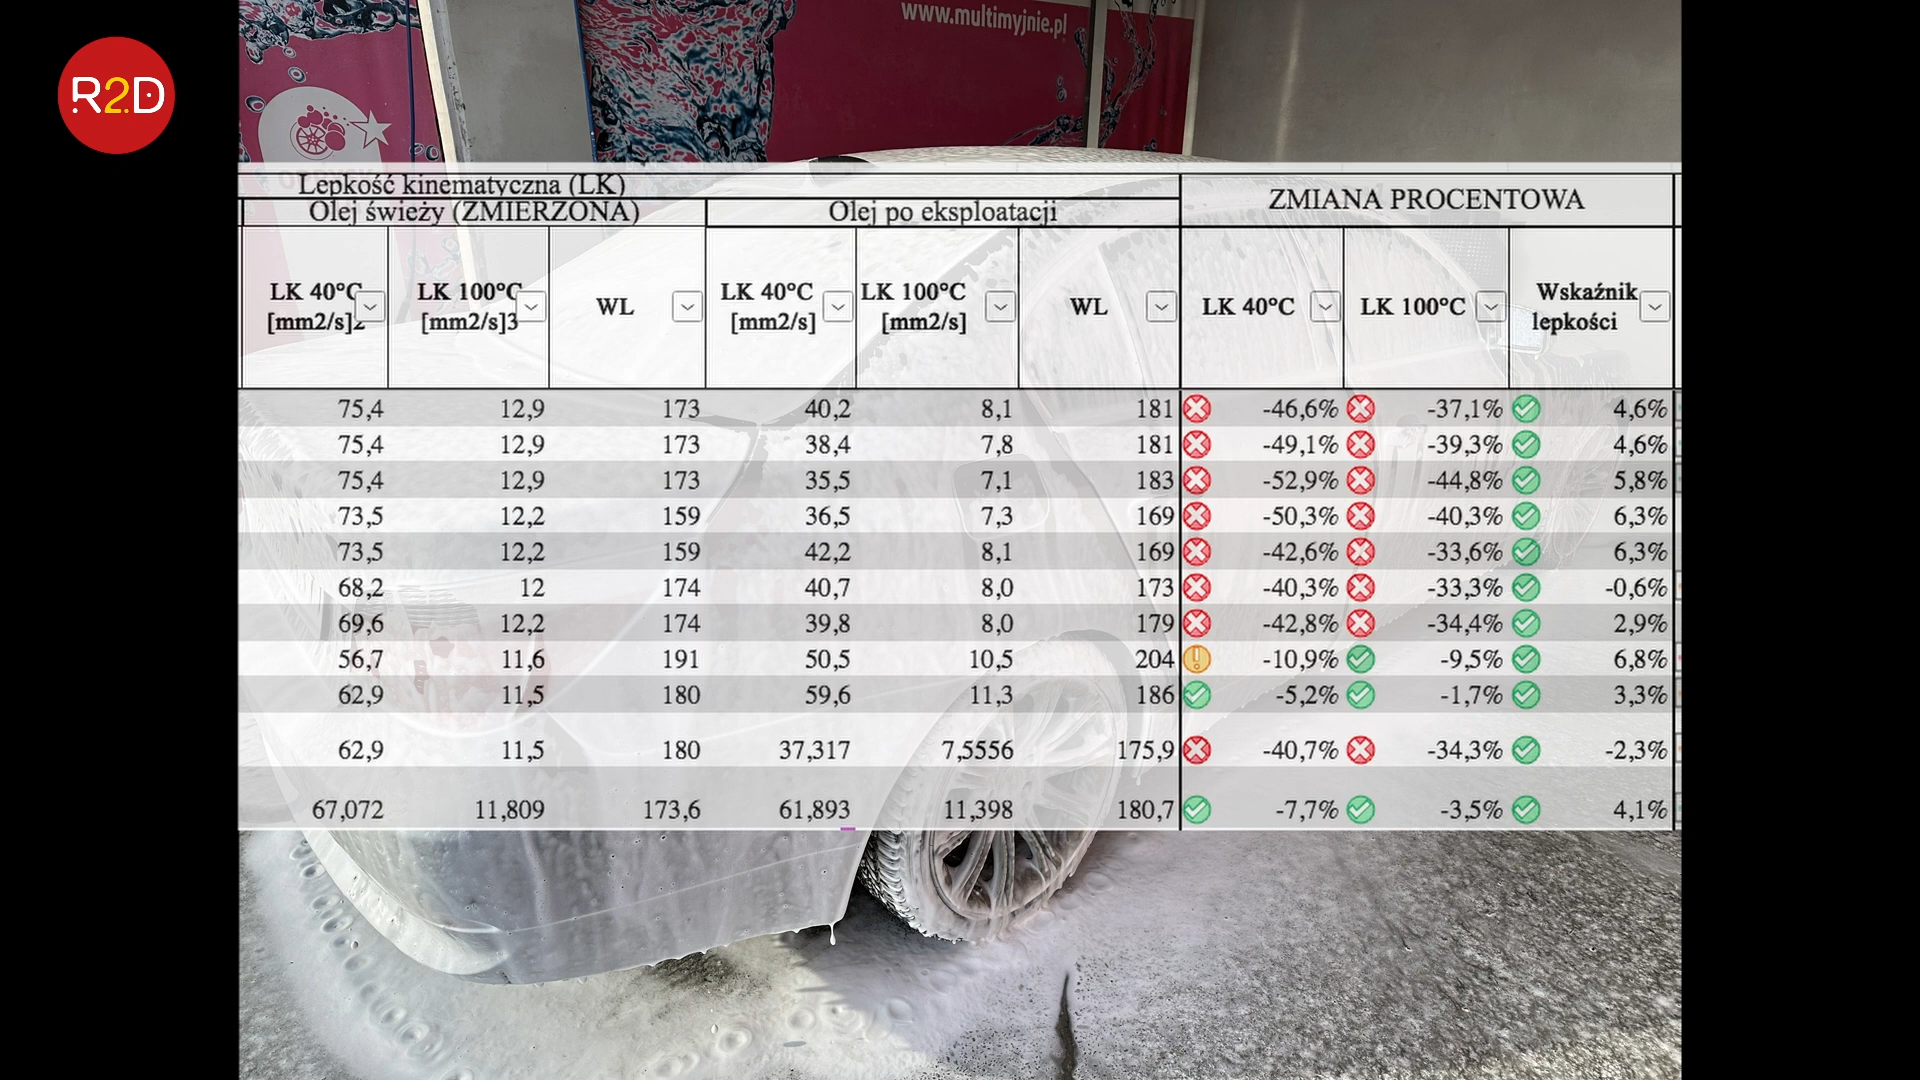 www.multimyjnie.pl
R2D
Lepkość kinematyczna (LK)
ZMIANA PROCENTOWA
Olej świeży (ZMIERZONA) Olej po eksploatacji
LK 40°C [mm2/s]2 LK 100°C [mm2/s]3 WL LK 40°C [mm2/s] LK 100°C [mm2/s] WL LK 40°C LK 100°C Wskaźnik lepkości
75,4 12,9 173 40,2 8,1 181 -46,6% -37,1% 4,6%
75,4 12,9 173 38,4 7,8 181 -49,1% -39,3% 4,6%
75,4 12,9 173 35,5 7,1 183 -52,9% -44,8% 5,8%
73,5 12,2 159 36,5 7,3 169 -50,3% -40,3% 6,3%
73,5 12,2 159 42,2 8,1 169 -42,6% -33,6% 6,3%
68,2 12 174 40,7 8,0 173 -40,3% -33,3% -0,6%
69,6 12,2 174 39,8 8,0 179 -42,8% -34,4% 2,9%
56,7 11,6 191 50,5 10,5 204 -10,9% -9,5% 6,8%
62,9 11,5 180 59,6 11,3 186 -5,2% -1,7% 3,3%
62,9 11,5 180 37,317 7,5556 175,9 -40,7% -34,3% -2,3%
67,072 11,809 173,6 61,893 11,398 180,7 -7,7% -3,5% 4,1%